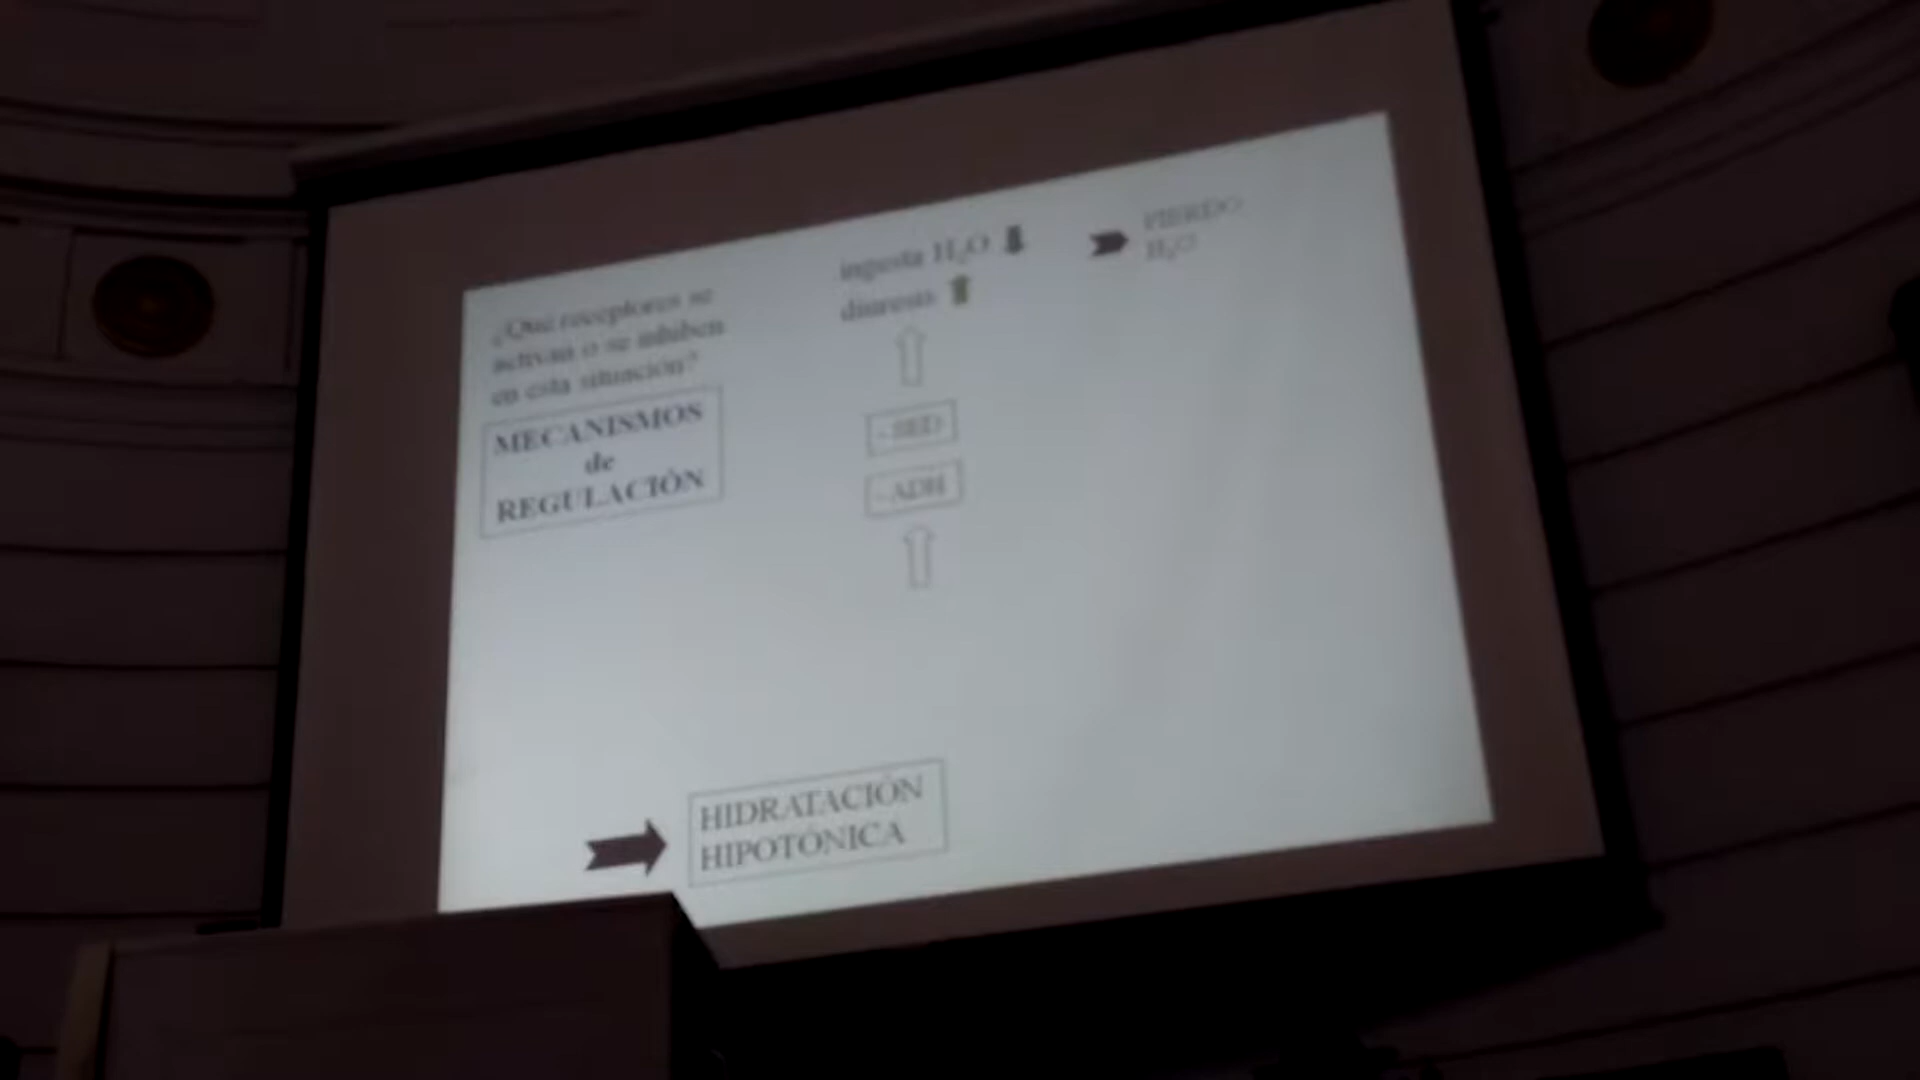 ¿Qué receptores se
activan o se inhiben
en esta situación?
MECANISMOS
de
REGULACIÓN
ingesta H₂O
diuresis
- SED
- ADH
PIERDO
H₂O
HIDRATACIÓN
HIPOTÓNICA